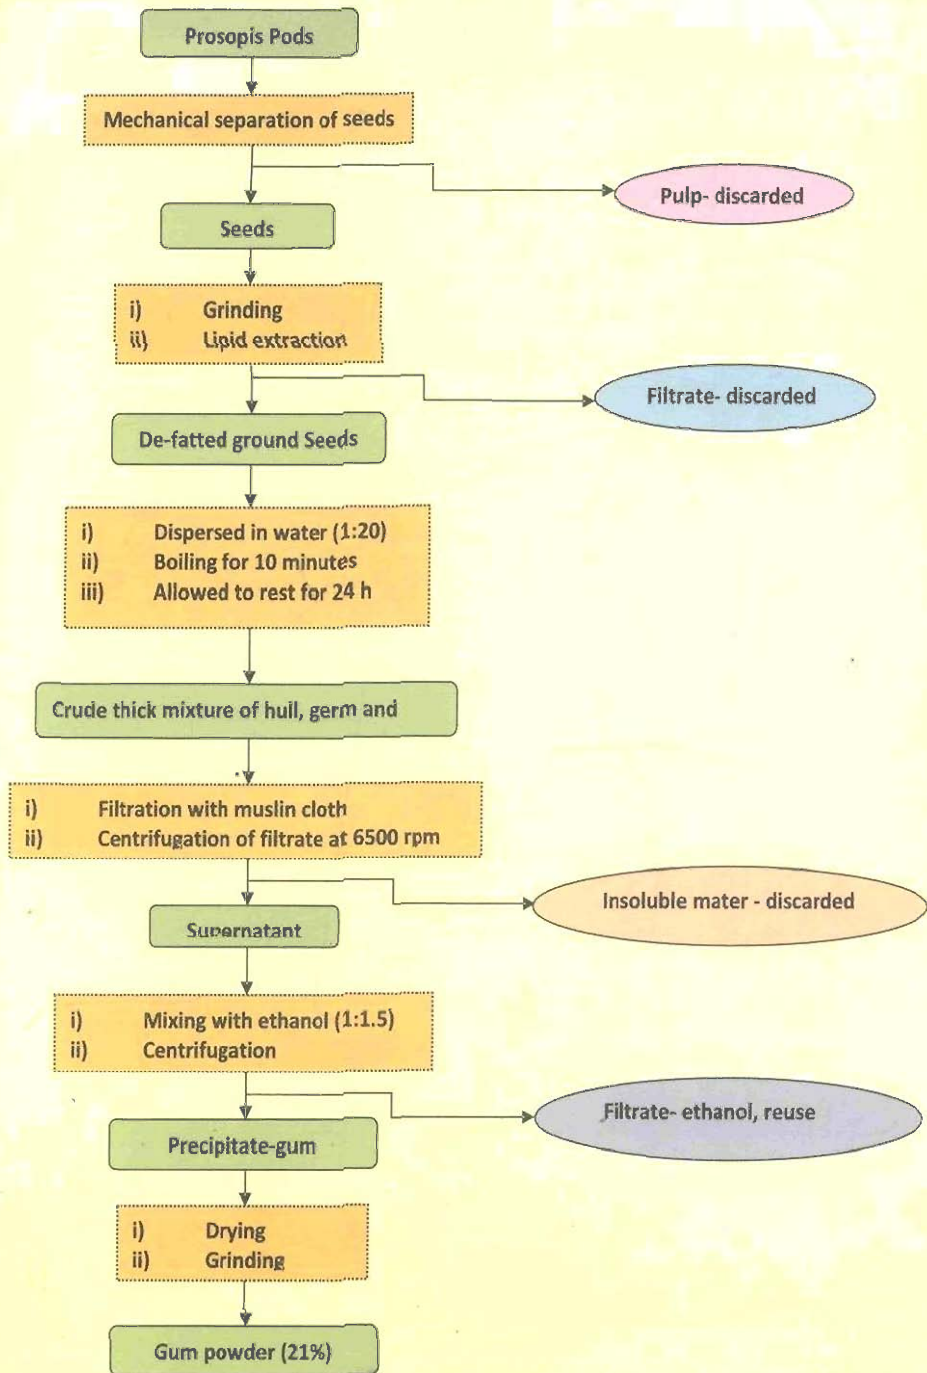 Prosopis Pods
Mechanical separation of seeds
Pulp- discarded
Seeds
i) Grinding
ii) Lipid extraction
Filtrate- discarded
De-fatted ground Seeds
i) Dispersed in water (1:20)
ii) Boiling for 10 minutes
iii) Allowed to rest for 24 h
Crude thick mixture of hull, germ and
i) Filtration with muslin cloth
ii) Centrifugation of filtrate at 6500 rpm
Insoluble mater - discarded
Supernatant
i) Mixing with ethanol (1:1.5)
ii) Centrifugation
Filtrate- ethanol, reuse
Precipitate-gum
i) Drying
ii) Grinding
Gum powder (21%)